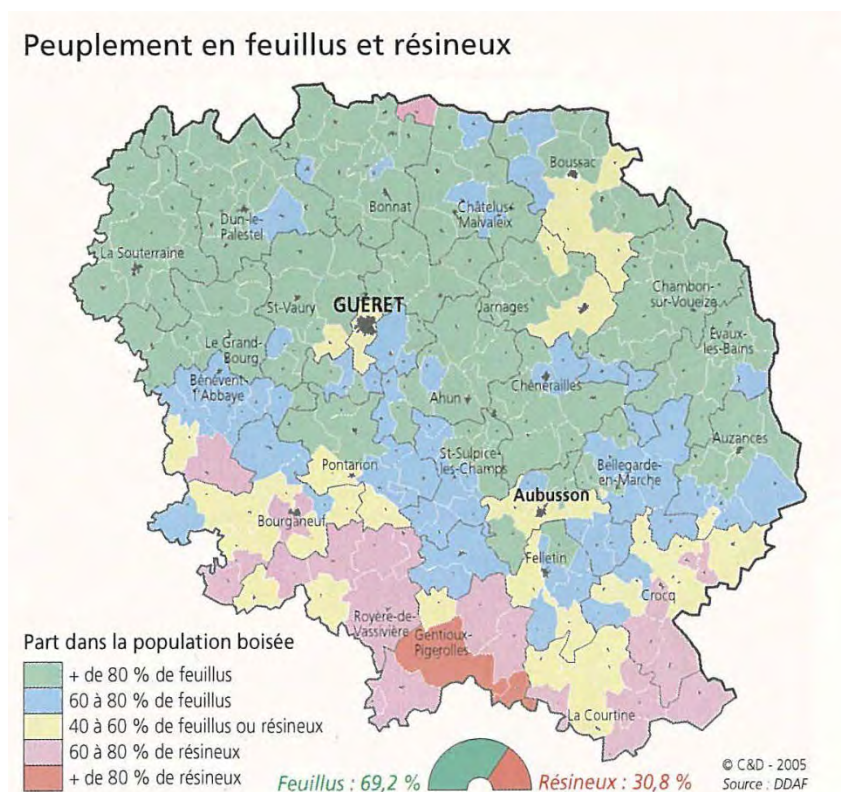 Peuplement en feuillus et résineux
Boussac
Dun-le-
Palestel
Bonnat
Châtelus-
Malvaleix
La Souterraine
Chambon-
sur-Voueize
St-Vaury
GUÉRET
Jarnages
Évaux-
les-Bains
Le Grand-
Bourg
Bénévent-
l'Abbaye
Ahun
Chénérailles
Auzances
St-Sulpice-
les-Champs
Bellegarde-
en-Marche
Pontarion
Aubusson
Bourganeuf
Felletin
Crocq
Royère-de-
Vassivière
Gentioux-
Pigerolles
La Courtine
Part dans la population boisée
+ de 80 % de feuillus
60 à 80 % de feuillus
40 à 60 % de feuillus ou résineux
60 à 80 % de résineux
+ de 80 % de résineux
Feuillus : 69,2 %
Résineux : 30,8 %
© C&D - 2005
Source : DDAF